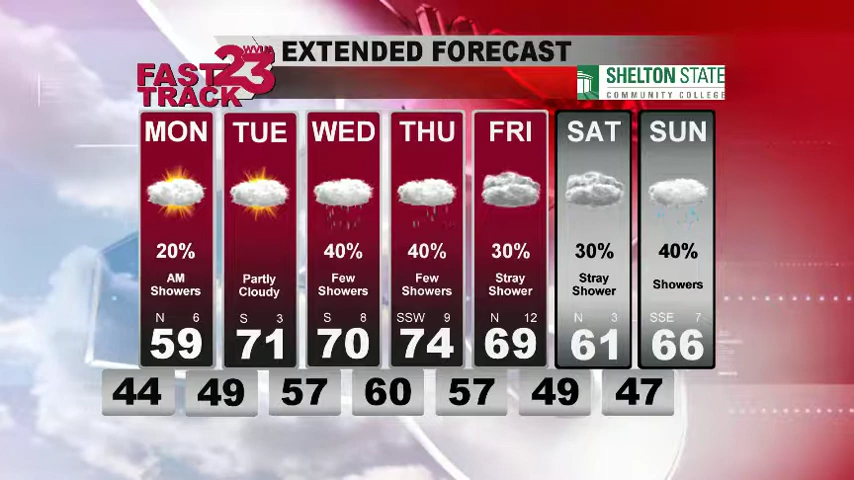 WVUA
23
FAST
TRACK
EXTENDED FORECAST
SHELTON STATE
COMMUNITY COLLEGE
MON TUE WED THU FRI SAT SUN
20% 40% 40% 30% 30% 40%
AM Showers
Partly Cloudy
Few Showers
Few Showers
Stray Shower
Stray Shower
Showers
N 6 S 3 S 8 SSW 9 N 12 N 3 SSE 7
59 71 70 74 69 61 66
44 49 57 60 57 49 47